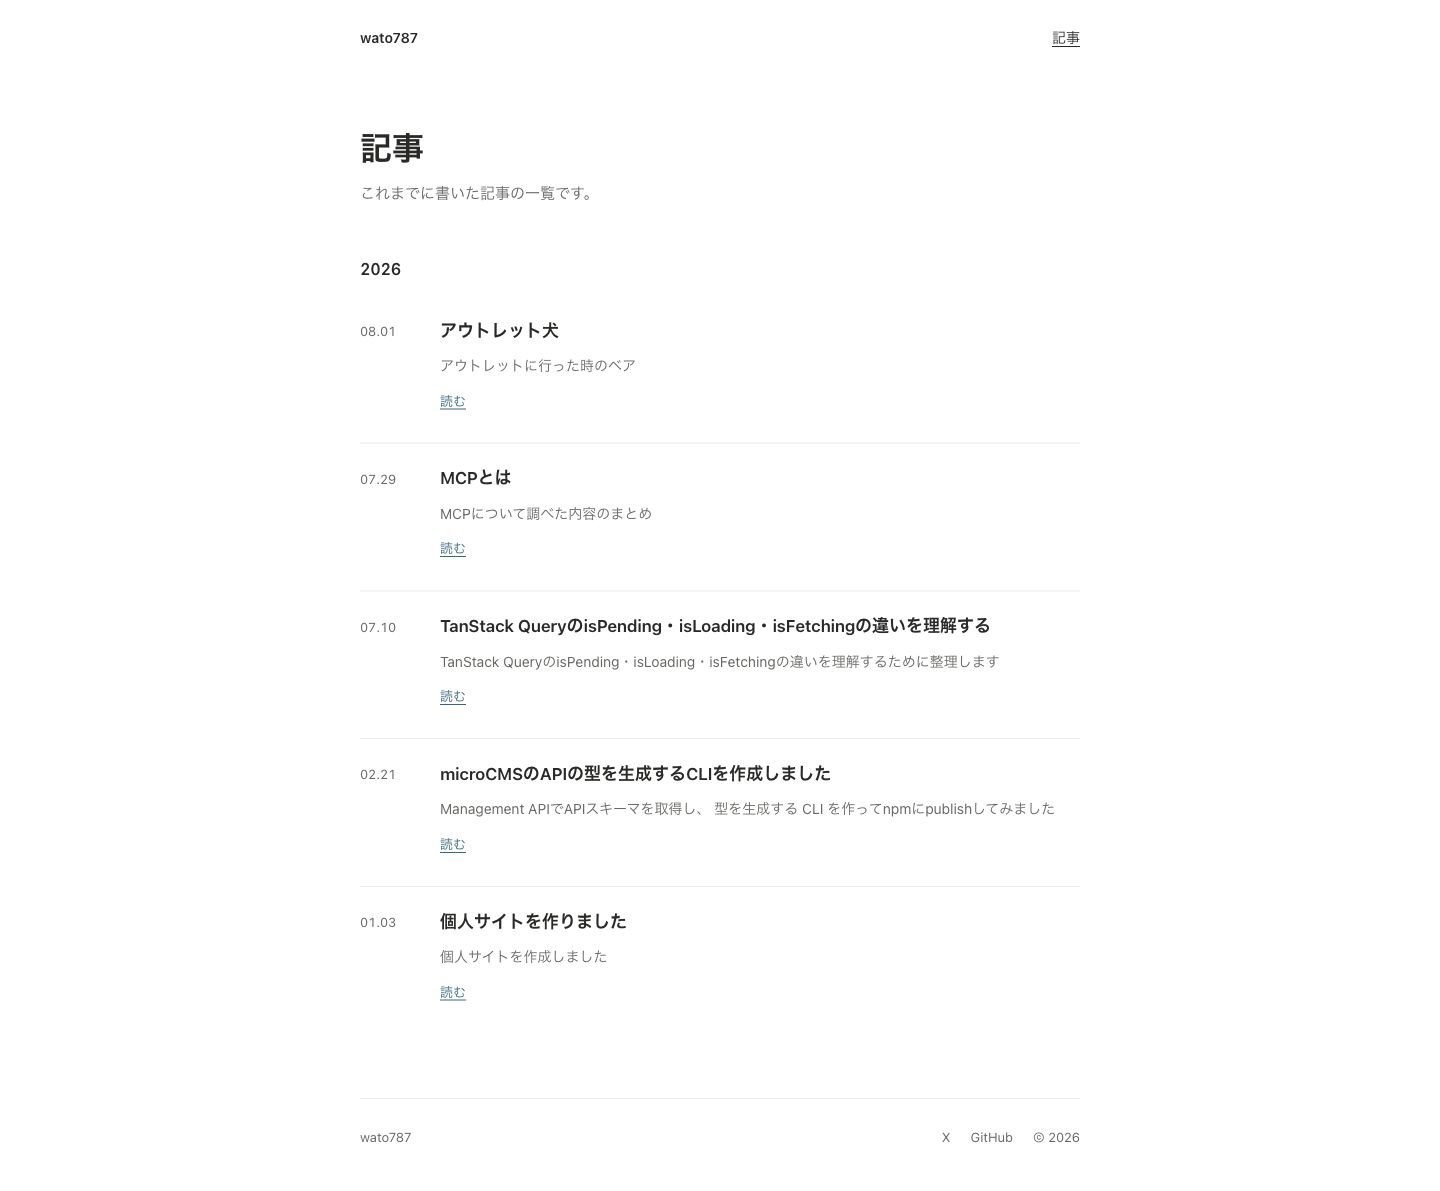 wato787
記事
記事
これまでに書いた記事の一覧です。
2026
08.01
アウトレット犬
アウトレットに行った時のベア
読む
07.29
MCPとは
MCPについて調べた内容のまとめ
読む
07.10
TanStack QueryのisPending・isLoading・isFetchingの違いを理解する
TanStack QueryのisPending・isLoading・isFetchingの違いを理解するために整理します
読む
02.21
microCMSのAPIの型を生成するCLIを作成しました
Management APIでAPIスキーマを取得し、 型を生成する CLI を作ってnpmにpublishしてみました
読む
01.03
個人サイトを作りました
個人サイトを作成しました
読む
wato787
X
GitHub
© 2026